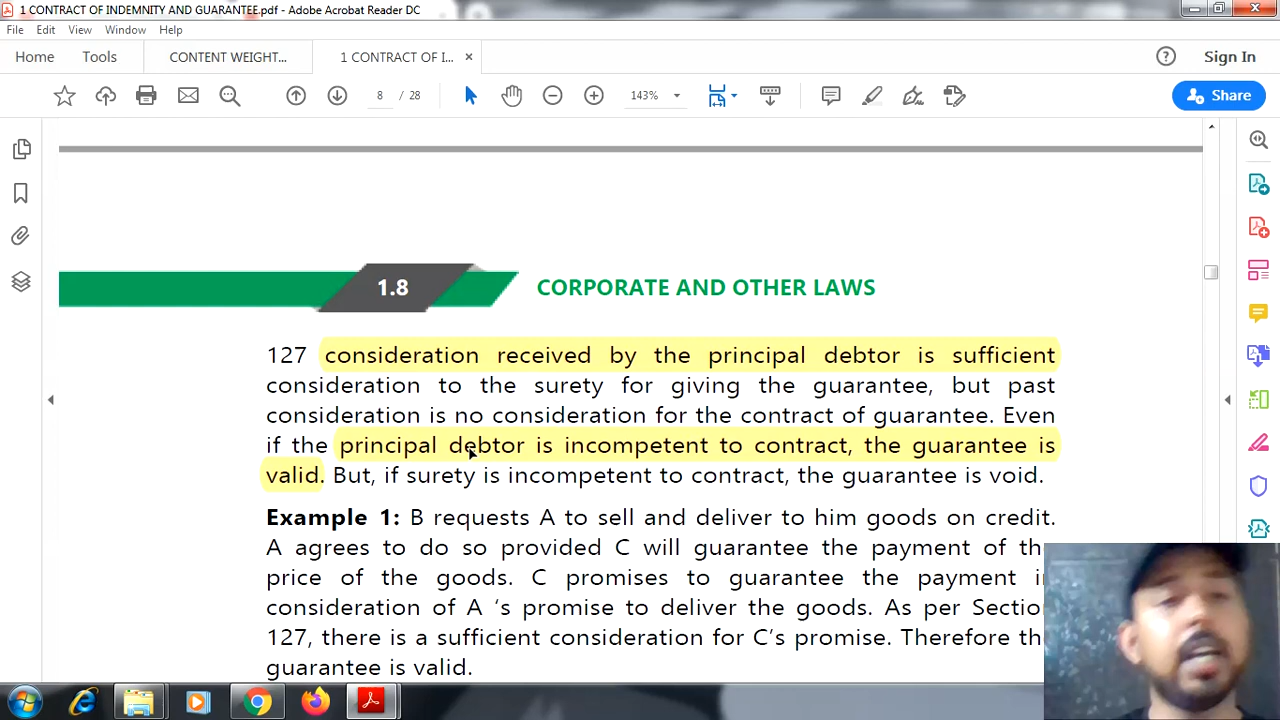 1 CONTRACT OF INDEMNITY AND GUARANTEE.pdf - Adobe Acrobat Reader DC
File Edit View Window Help
Home Tools CONTENT WEIGHT... 1 CONTRACT OF I... × Sign In
8 / 28 143% Share
1.8 CORPORATE AND OTHER LAWS
127 consideration received by the principal debtor is sufficient
consideration to the surety for giving the guarantee, but past
consideration is no consideration for the contract of guarantee. Even
if the principal debtor is incompetent to contract, the guarantee is
valid. But, if surety is incompetent to contract, the guarantee is void.
Example 1: B requests A to sell and deliver to him goods on credit.
A agrees to do so provided C will guarantee the payment of th
price of the goods. C promises to guarantee the payment i
consideration of A 's promise to deliver the goods. As per Sectio
127, there is a sufficient consideration for C's promise. Therefore th
guarantee is valid.